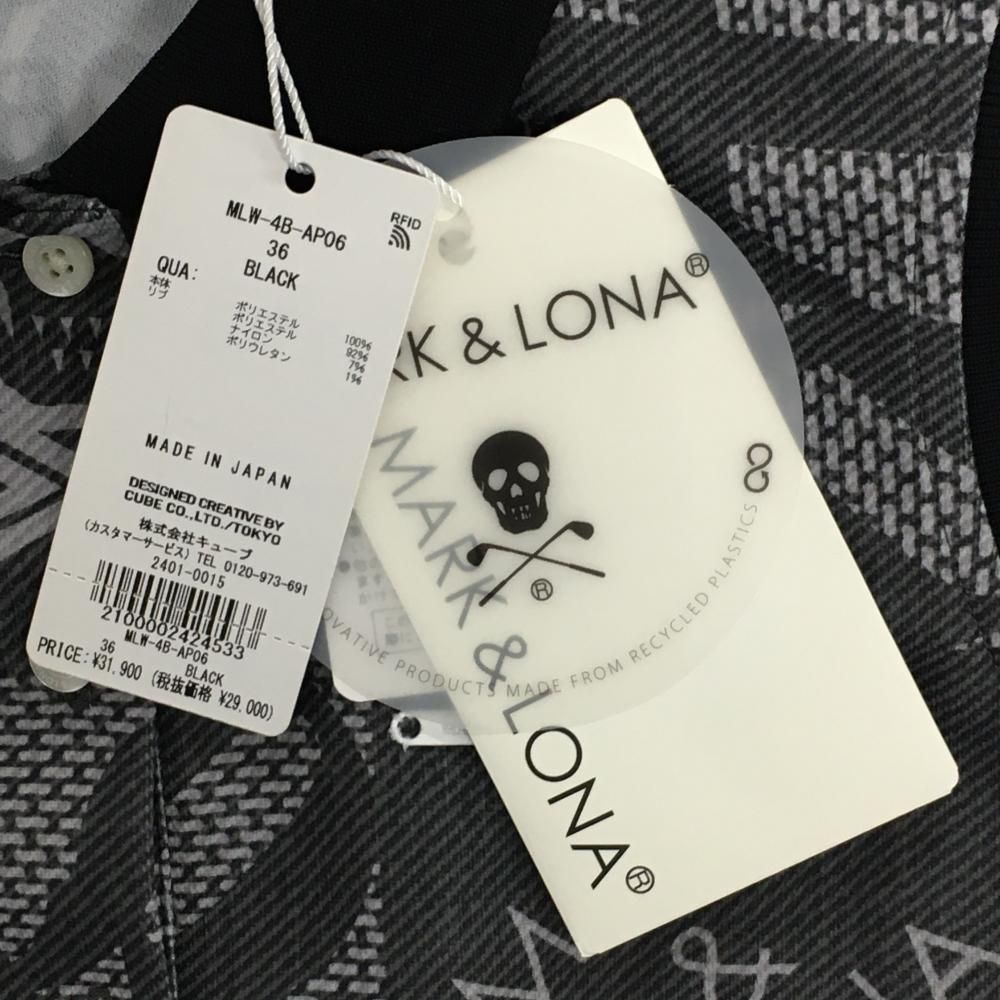 MLW-4B-AP06
RFID
36
QUA: BLACK
本体 ポリエステル 100%
リブ ポリエステル 92%
ナイロン 7%
ポリウレタン 1%
MADE IN JAPAN
DESIGNED CREATIVE BY
CUBE CO.,LTD./TOKYO
株式会社キューブ
(カスタマーサービス) TEL 0120-973-691
2401-0015
2100002424533
MLW-4B-AP06
36 BLACK
PRICE:¥31,900 (税抜価格 ¥29,000)
RK & LONA®
®
OVATIVE PRODUCTS MADE FROM RECYCLED PLASTICS
MARK & LONA®
&